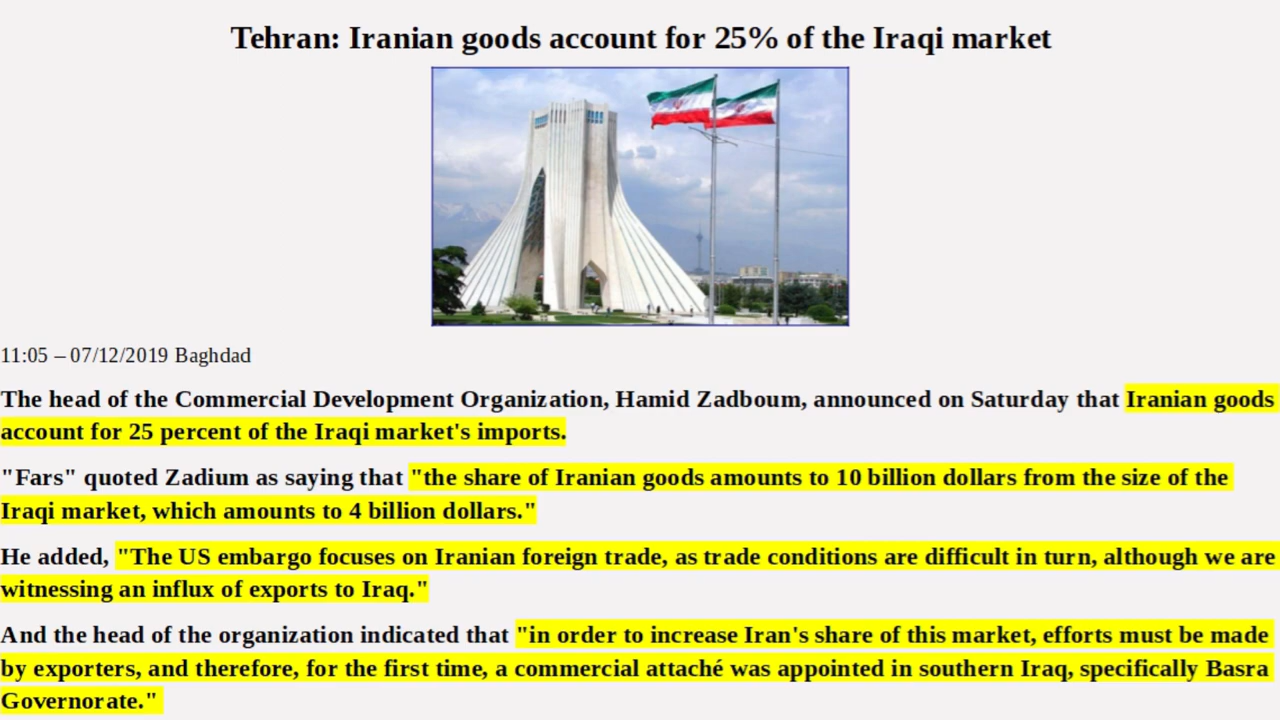 Tehran: Iranian goods account for 25% of the Iraqi market
11:05 – 07/12/2019 Baghdad
The head of the Commercial Development Organization, Hamid Zadboum, announced on Saturday that Iranian goods
account for 25 percent of the Iraqi market's imports.
"Fars" quoted Zadium as saying that "the share of Iranian goods amounts to 10 billion dollars from the size of the
Iraqi market, which amounts to 4 billion dollars."
He added, "The US embargo focuses on Iranian foreign trade, as trade conditions are difficult in turn, although we are
witnessing an influx of exports to Iraq."
And the head of the organization indicated that "in order to increase Iran's share of this market, efforts must be made
by exporters, and therefore, for the first time, a commercial attaché was appointed in southern Iraq, specifically Basra
Governorate."